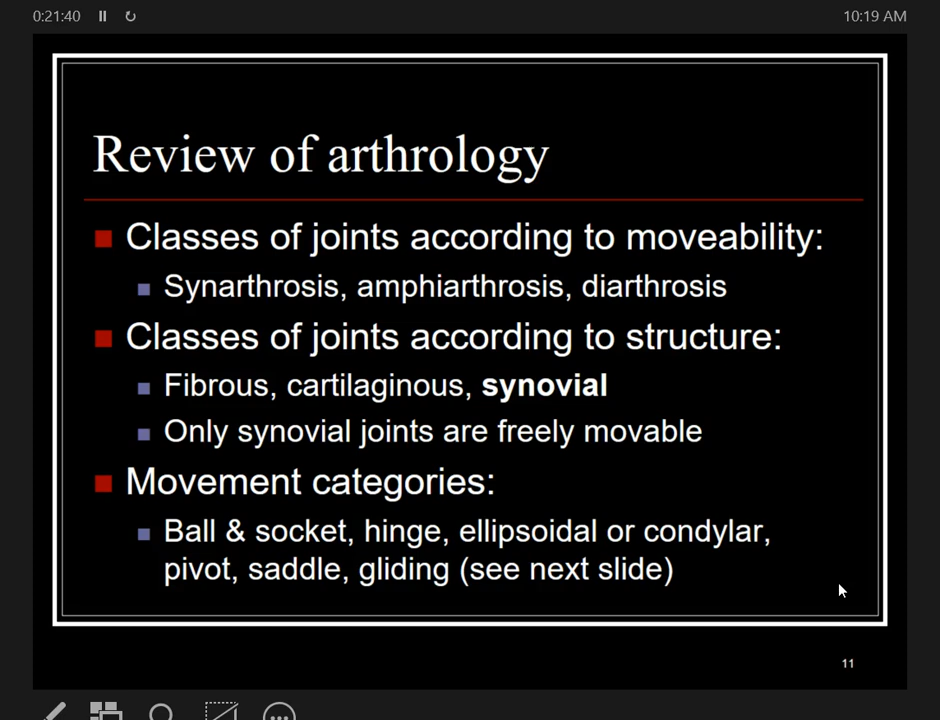 0:21:40
10:19 AM
Review of arthrology
Classes of joints according to moveability:
Synarthrosis, amphiarthrosis, diarthrosis
Classes of joints according to structure:
Fibrous, cartilaginous, synovial
Only synovial joints are freely movable
Movement categories:
Ball & socket, hinge, ellipsoidal or condylar,
pivot, saddle, gliding (see next slide)
11